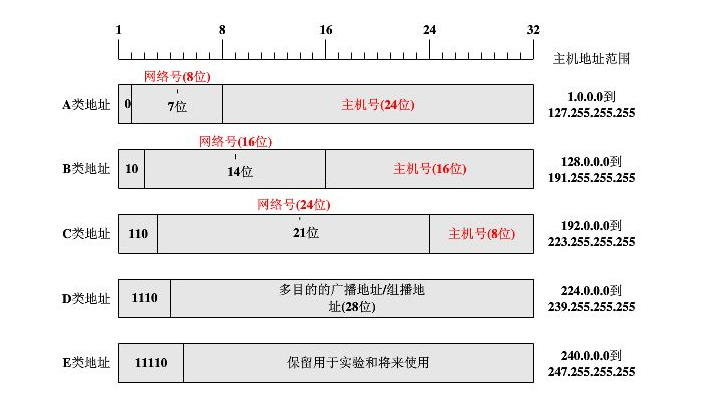 1 8 16 24 32
主机地址范围
网络号(8位)
A类地址 0 7位 主机号(24位) 1.0.0.0到
127.255.255.255
网络号(16位)
B类地址 10 14位 主机号(16位) 128.0.0.0到
191.255.255.255
网络号(24位)
C类地址 110 21位 主机号(8位) 192.0.0.0到
223.255.255.255
D类地址 1110 多目的的广播地址/组播地
址(28位)
224.0.0.0到
239.255.255.255
E类地址 11110 保留用于实验和将来使用 240.0.0.0到
247.255.255.255